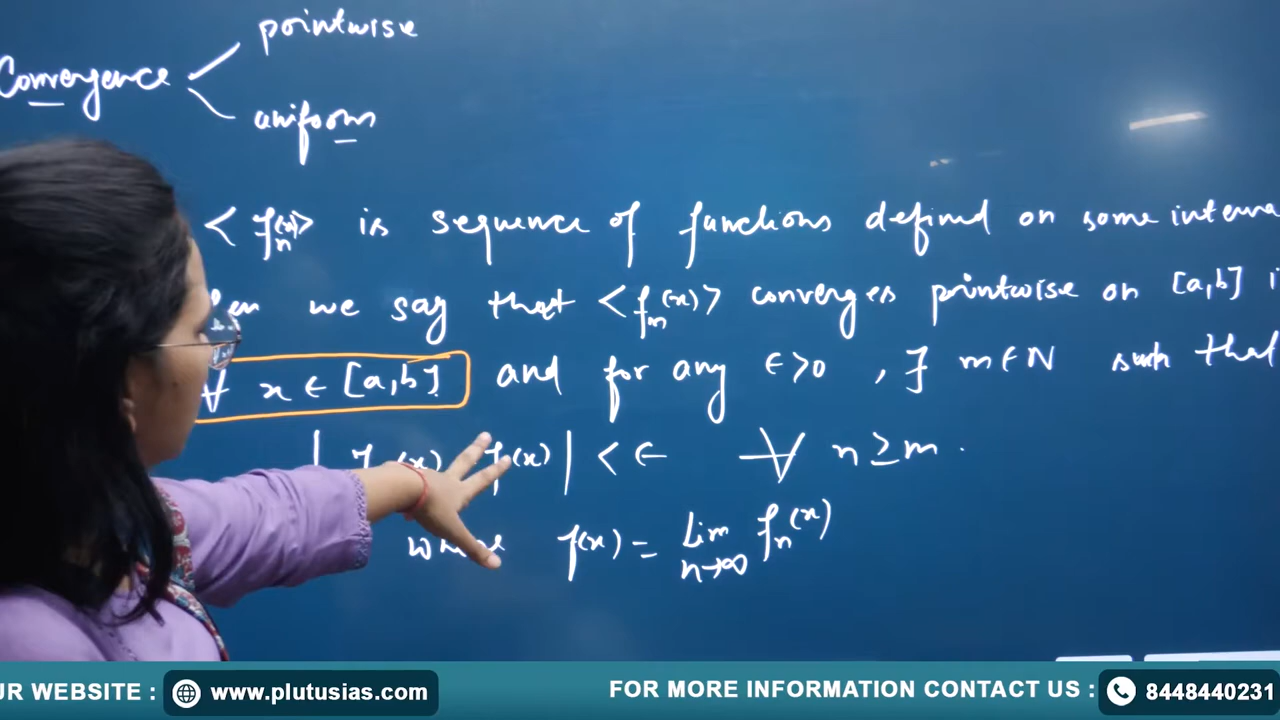 pointwise
Convergence
uniform
< fn(x) > is sequence of functions defined on some
we say that < fn(x) > converges pointwise on [a,b]
∀ x ∈ [a,b] and for any ϵ>0 , ∃ m ∈ N such that
| (x) f(x) | < ϵ ∀ n ≥ m .
where f(x) = Lim n→∞ fn(x)
UR WEBSITE : www.plutusias.com FOR MORE INFORMATION CONTACT US : 8448440231